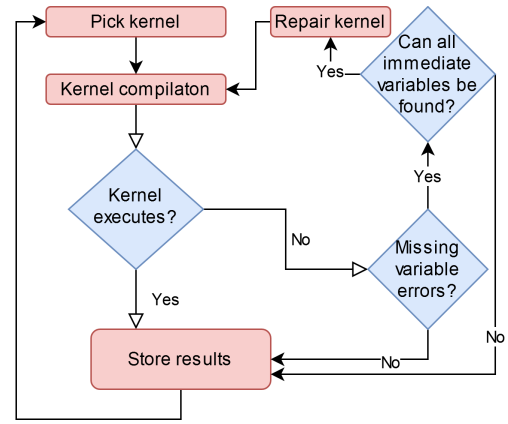 Pick kernel
Repair kernel
Can all
immediate
variables be
found?
Yes
Kernel compilaton
Kernel
executes?
Yes
No
Missing
variable
errors?
Yes
No
No
Store results